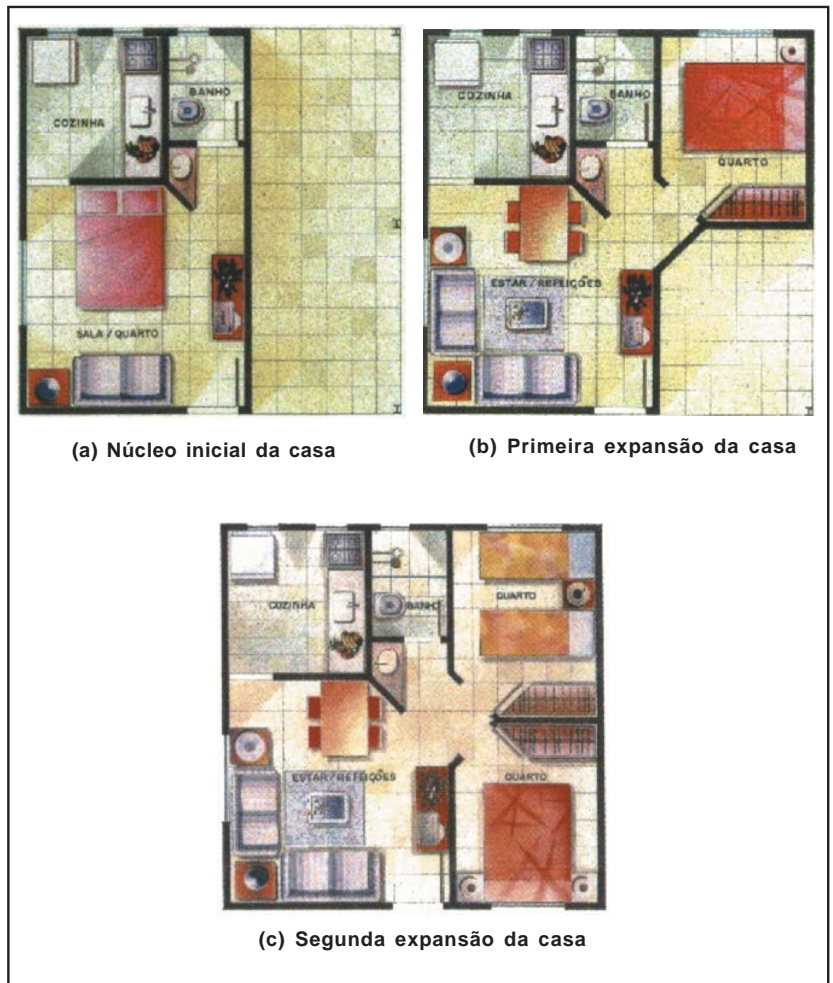 COZINHA
BANHO
SALA / QUARTO
COZINHA
BANHO
QUARTO
ESTAR / REFEIÇÕES
(a) Núcleo inicial da casa
(b) Primeira expansão da casa
COZINHA
BANHO
QUARTO
ESTAR / REFEIÇÕES
QUARTO
(c) Segunda expansão da casa